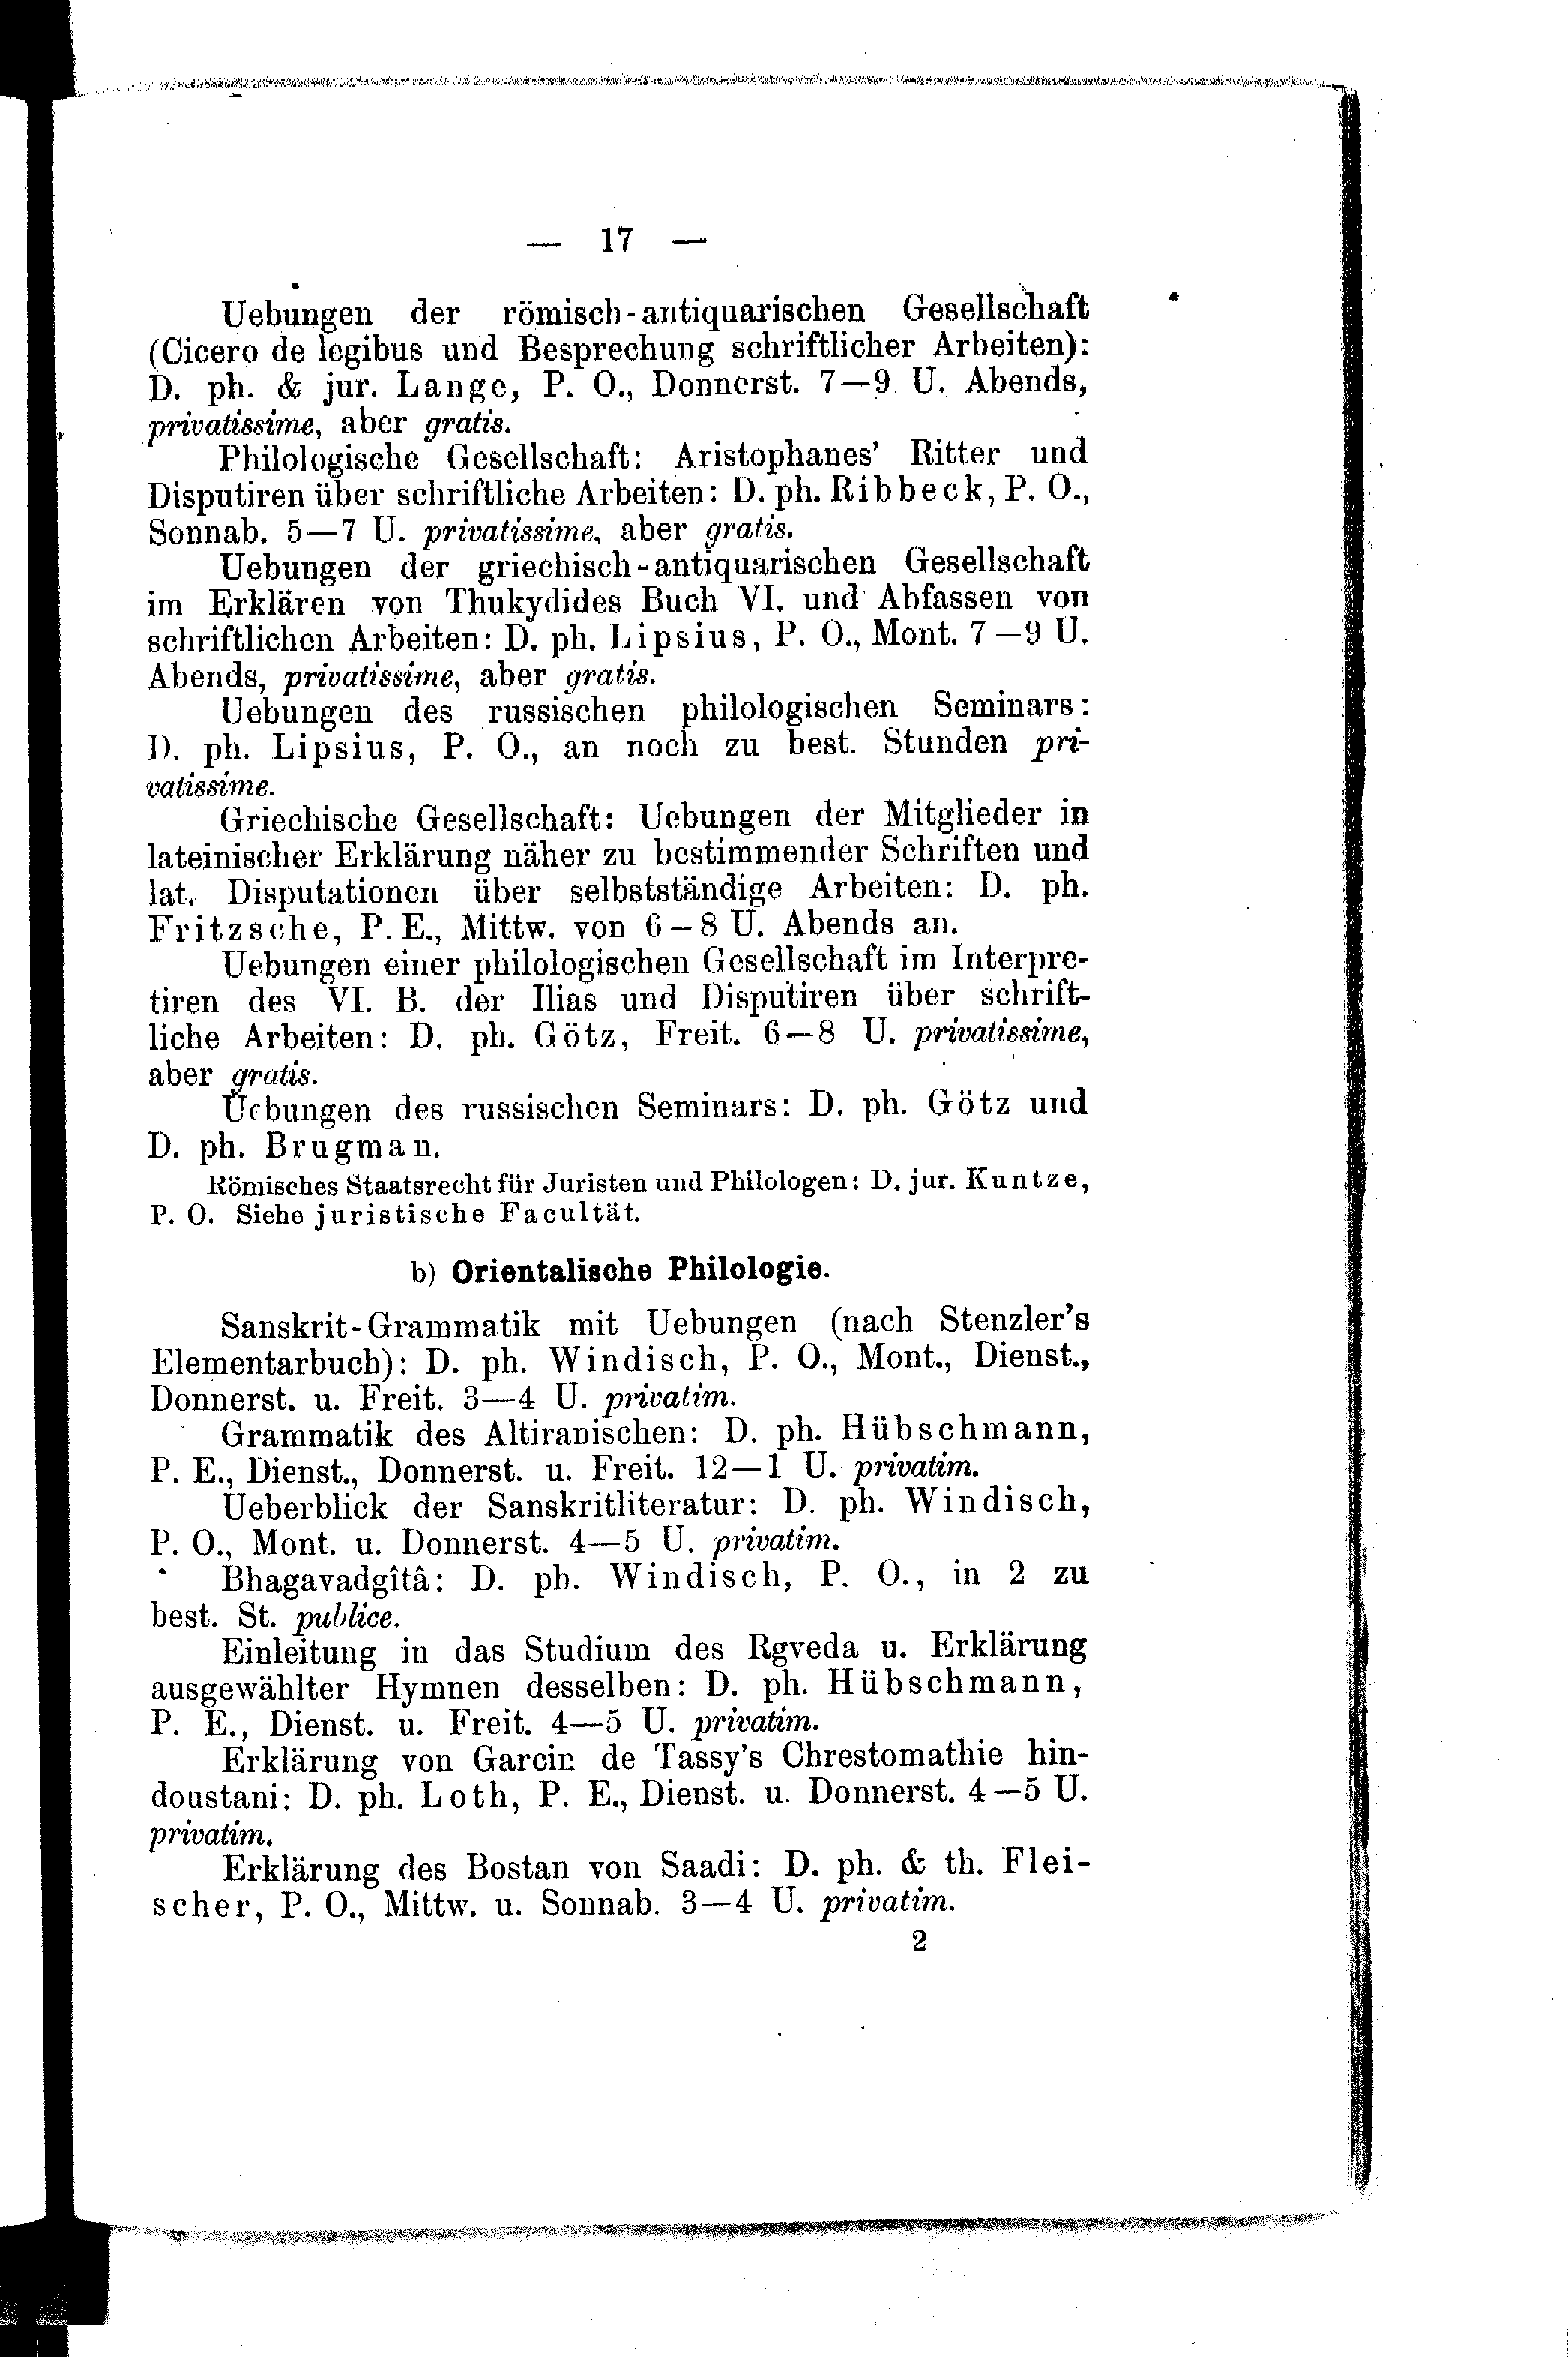 — 17 —
Uebungen der römisch-antiquarischen Gesellschaft
(Cicero de legibus und Besprechung schriftlicher Arbeiten):
D. ph. & jur. Lange, P. O., Donnerst. 7—9 U. Abends,
privatissime, aber gratis.
Philologische Gesellschaft: Aristophanes' Ritter und
Disputiren über schriftliche Arbeiten: D. ph. Ribbeck, P. O.,
Sonnab. 5—7 U. privatissime, aber gratis.
Uebungen der griechisch-antiquarischen Gesellschaft
im Erklären von Thukydides Buch VI. und Abfassen von
schriftlichen Arbeiten: D. ph. Lipsius, P. O., Mont. 7—9 U.
Abends, privatissime, aber gratis.
Uebungen des russischen philologischen Seminars:
D. ph. Lipsius, P. O., an noch zu best. Stunden pri-
vatissime.
Griechische Gesellschaft: Uebungen der Mitglieder in
lateinischer Erklärung näher zu bestimmender Schriften und
lat. Disputationen über selbstständige Arbeiten: D. ph.
Fritzsche, P. E., Mittw. von 6—8 U. Abends an.
Uebungen einer philologischen Gesellschaft im Interpre-
tiren des VI. B. der Ilias und Disputiren über schrift-
liche Arbeiten: D. ph. Götz, Freit. 6—8 U. privatissime,
aber gratis.
Uebungen des russischen Seminars: D. ph. Götz und
D. ph. Brugman.
Römisches Staatsrecht für Juristen und Philologen: D. jur. Kuntze,
P. O. Siehe juristische Facultät.
b) Orientalische Philologie.
Sanskrit-Grammatik mit Uebungen (nach Stenzler's
Elementarbuch): D. ph. Windisch, P. O., Mont., Dienst.,
Donnerst. u. Freit. 3—4 U. privatim.
Grammatik des Altiranischen: D. ph. Hübschmann,
P. E., Dienst., Donnerst. u. Freit. 12—1 U. privatim.
Ueberblick der Sanskritliteratur: D. ph. Windisch,
P. O., Mont. u. Donnerst. 4—5 U. privatim.
Bhagavadgîtâ: D. ph. Windisch, P. O., in 2 zu
best. St. publice.
Einleitung in das Studium des Rgveda u. Erklärung
ausgewählter Hymnen desselben: D. ph. Hübschmann,
P. E., Dienst. u. Freit. 4—5 U. privatim.
Erklärung von Garcin de Tassy's Chrestomathie hin-
doustani: D. ph. Loth, P. E., Dienst. u. Donnerst. 4—5 U.
privatim.
Erklärung des Bostan von Saadi: D. ph. & th. Flei-
scher, P. O., Mittw. u. Sonnab. 3—4 U. privatim.
2